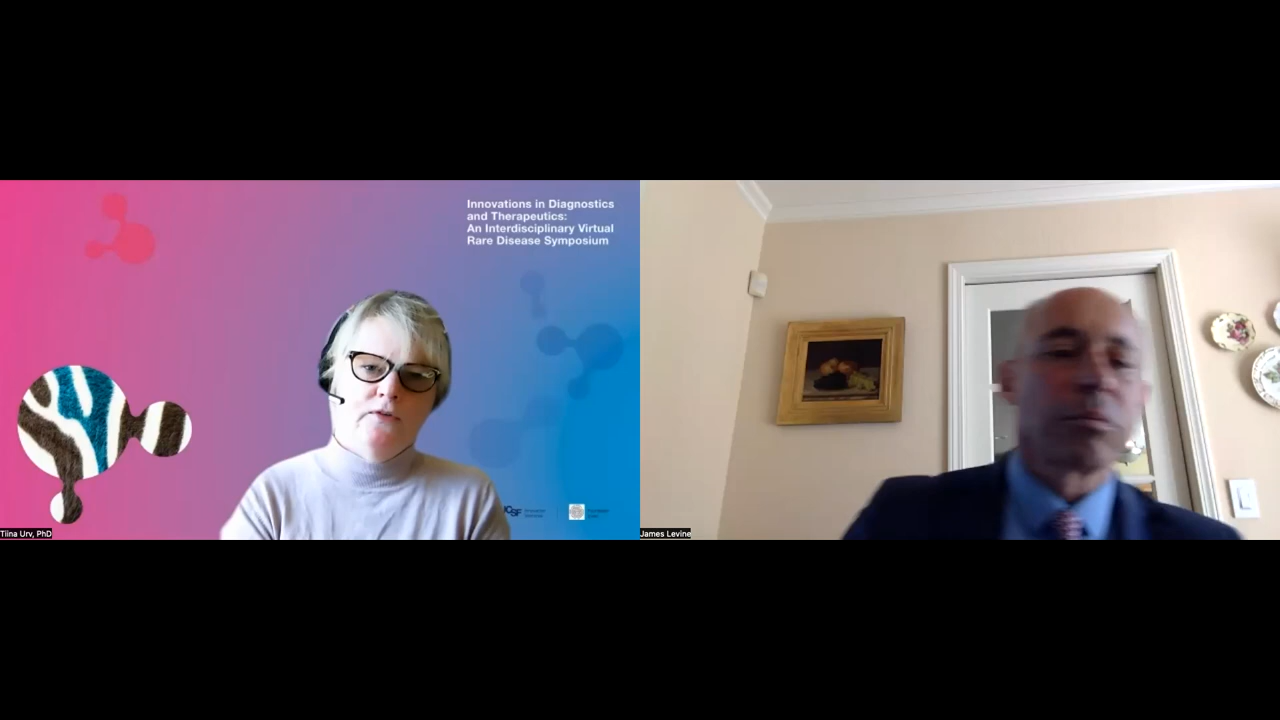 Innovations in Diagnostics
and Therapeutics:
An Interdisciplinary Virtual
Rare Disease Symposium
Tiina Urv, PhD
James Levine